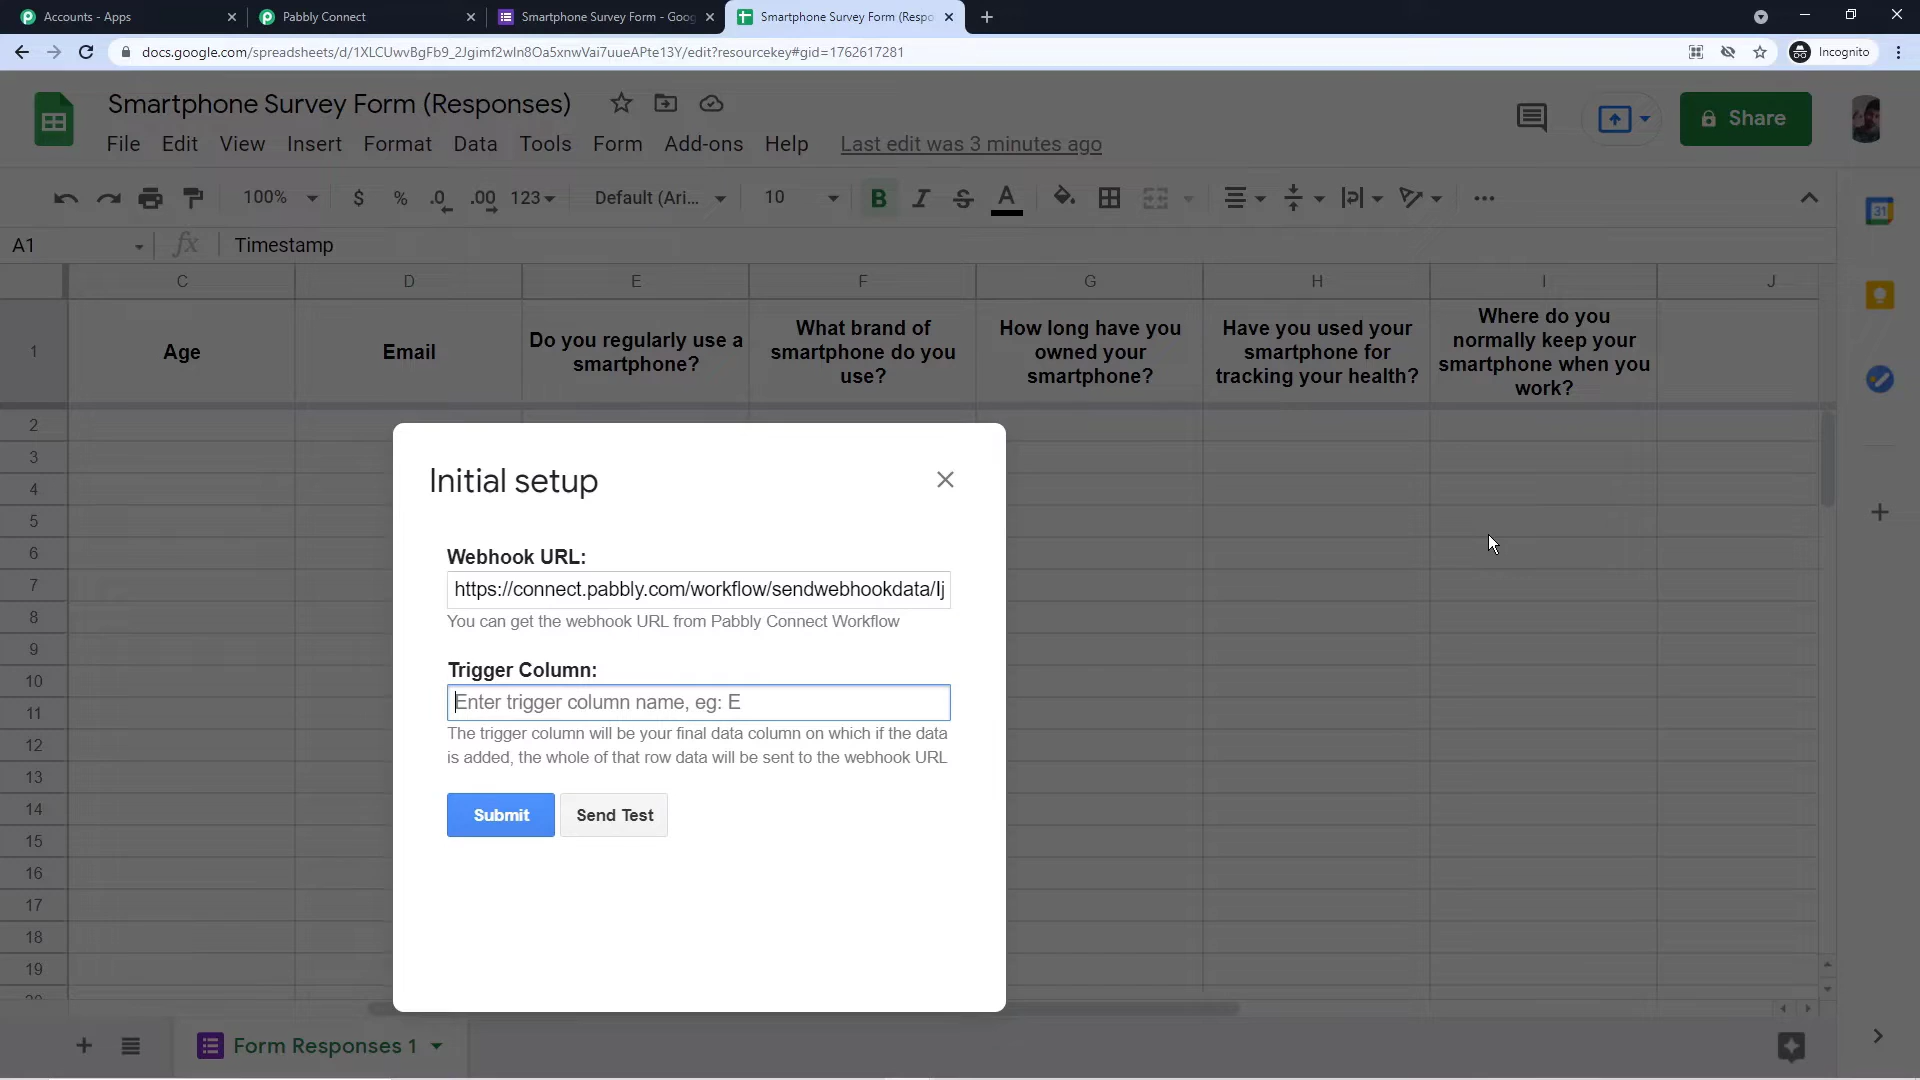 Accounts - Apps
Pabbly Connect
Smartphone Survey Form - Goog
Smartphone Survey Form (Respo
docs.google.com/spreadsheets/d/1XLCUwvBgFb9_2Jgimf2wIn8Oa5xnwVai7uueAPte13Y/edit?resourcekey#gid=1762617281
Incognito
Smartphone Survey Form (Responses)
Share
File Edit View Insert Format Data Tools Form Add-ons Help Last edit was 3 minutes ago
100% $ % .0 .00 123 Default (Ari... 10 B I S A
31
A1 fx Timestamp
C D E F G H I J
1
Age
Email
Do you regularly use a
smartphone?
What brand of
smartphone do you
use?
How long have you
owned your
smartphone?
Have you used your
smartphone for
tracking your health?
Where do you
normally keep your
smartphone when you
work?
2
3
4
5
6
7
8
9
10
11
12
13
14
15
16
17
18
19
Initial setup
Webhook URL:
https://connect.pabbly.com/workflow/sendwebhookdata/Ij
You can get the webhook URL from Pabbly Connect Workflow
Trigger Column:
Enter trigger column name, eg: E
The trigger column will be your final data column on which if the data
is added, the whole of that row data will be sent to the webhook URL
Submit Send Test
Form Responses 1